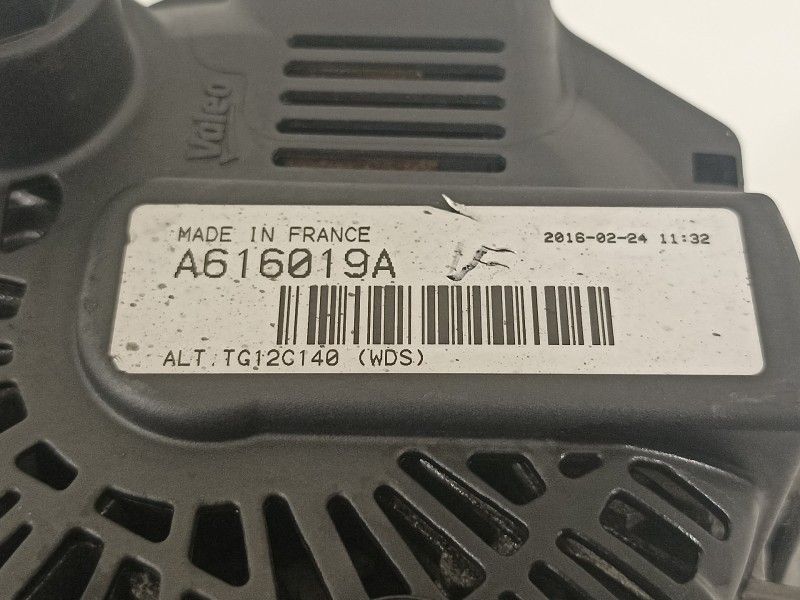 Valeo
MADE IN FRANCE
2016-02-24 11:32
A616019A
ALT.TG12C140 (WDS)